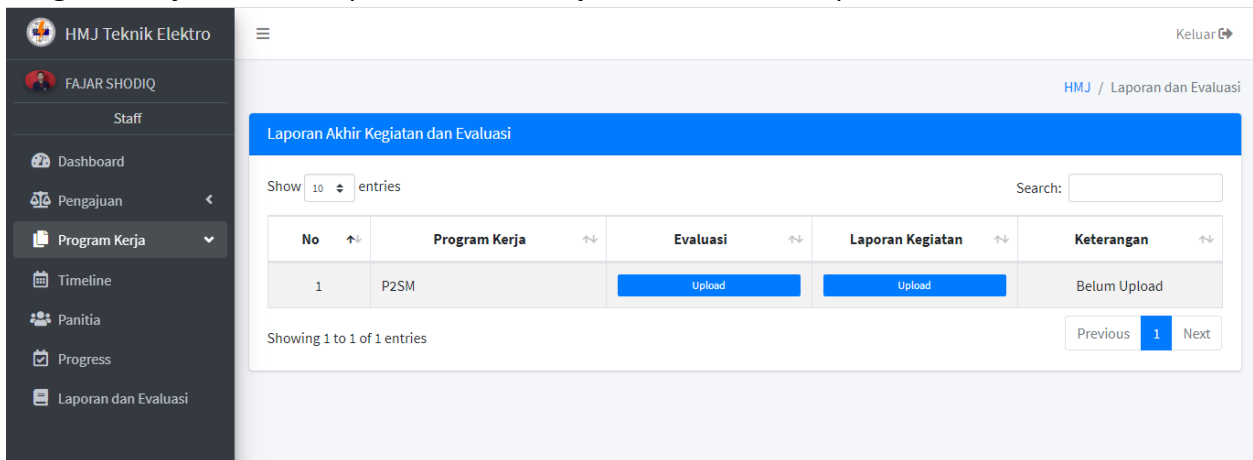 HMJ Teknik Elektro
Keluar
FAJAR SHODIQ
HMJ / Laporan dan Evaluasi
Staff
Laporan Akhir Kegiatan dan Evaluasi
Dashboard
Pengajuan
Program Kerja
Timeline
Panitia
Progress
Laporan dan Evaluasi
Show 10 entries
Search:
No Program Kerja Evaluasi Laporan Kegiatan Keterangan
1 P2SM Upload Upload Belum Upload
Showing 1 to 1 of 1 entries
Previous 1 Next